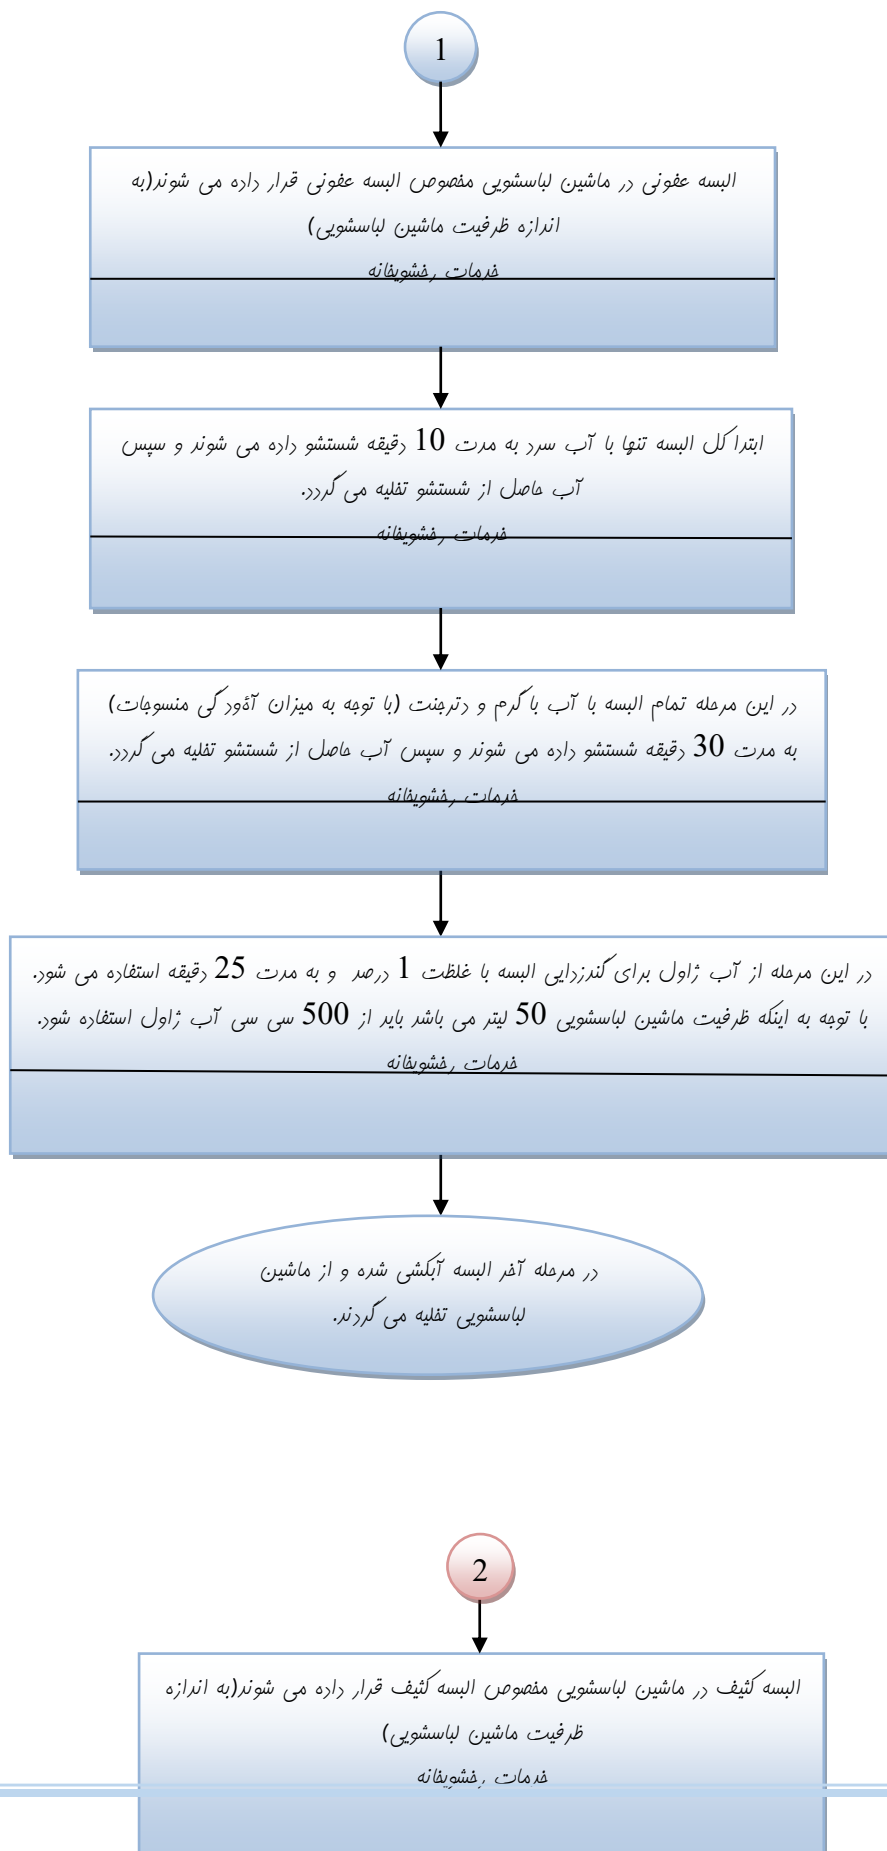 1
البسه عفونی در ماشین لباسشویی مخصوص البسه عفونی قرار داده می شوند(به
اندازه ظرفیت ماشین لباسشویی)
خدمات رخشویخانه
ابتدا کل البسه تنها با آب سرد به مدت 10 دقیقه شستشو داده می شوند و سپس
آب حاصل از شستشو تخلیه می گردد.
خدمات رخشویخانه
در این مرحله تمام البسه با آب با گرم و دترجنت (با توجه به میزان آؤود گی منسوجات)
به مدت 30 دقیقه شستشو داده می شوند و سپس آب حاصل از شستشو تخلیه می گردد.
خدمات رخشویخانه
در این مرحله از آب ژاول برای گندزدایی البسه با غلظت 1 درصد و به مدت 25 دقیقه استفاده می شود.
با توجه به اینکه ظرفیت ماشین لباسشویی 50 لیتر می باشد باید از 500 سی سی آب ژاول استفاده شود.
خدمات رخشویخانه
در مرحله آخر البسه آبکشی شده و از ماشین
لباسشویی تخلیه می گردند.
2
البسه کثیف در ماشین لباسشویی مخصوص البسه کثیف قرار داده می شوند(به اندازه
ظرفیت ماشین لباسشویی)
خدمات رخشویخانه